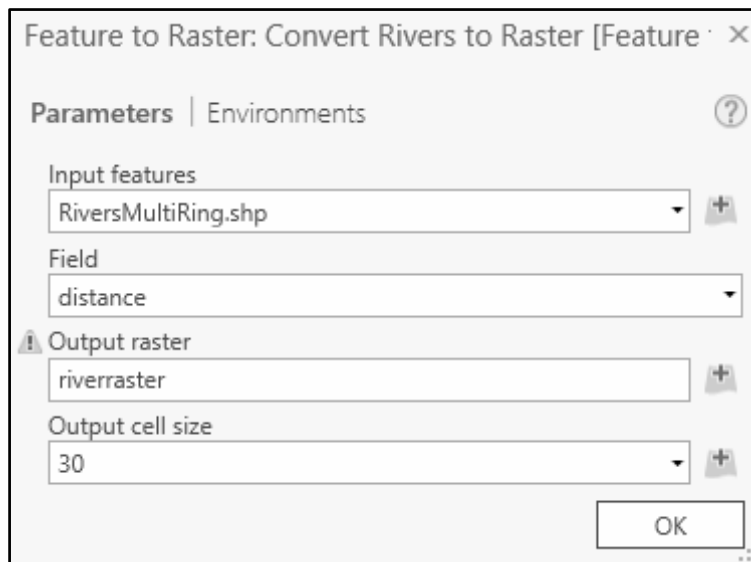 Feature to Raster: Convert Rivers to Raster [Feature
Parameters | Environments
Input features
RiversMultiRing.shp
Field
distance
Output raster
riverraster
Output cell size
30
OK